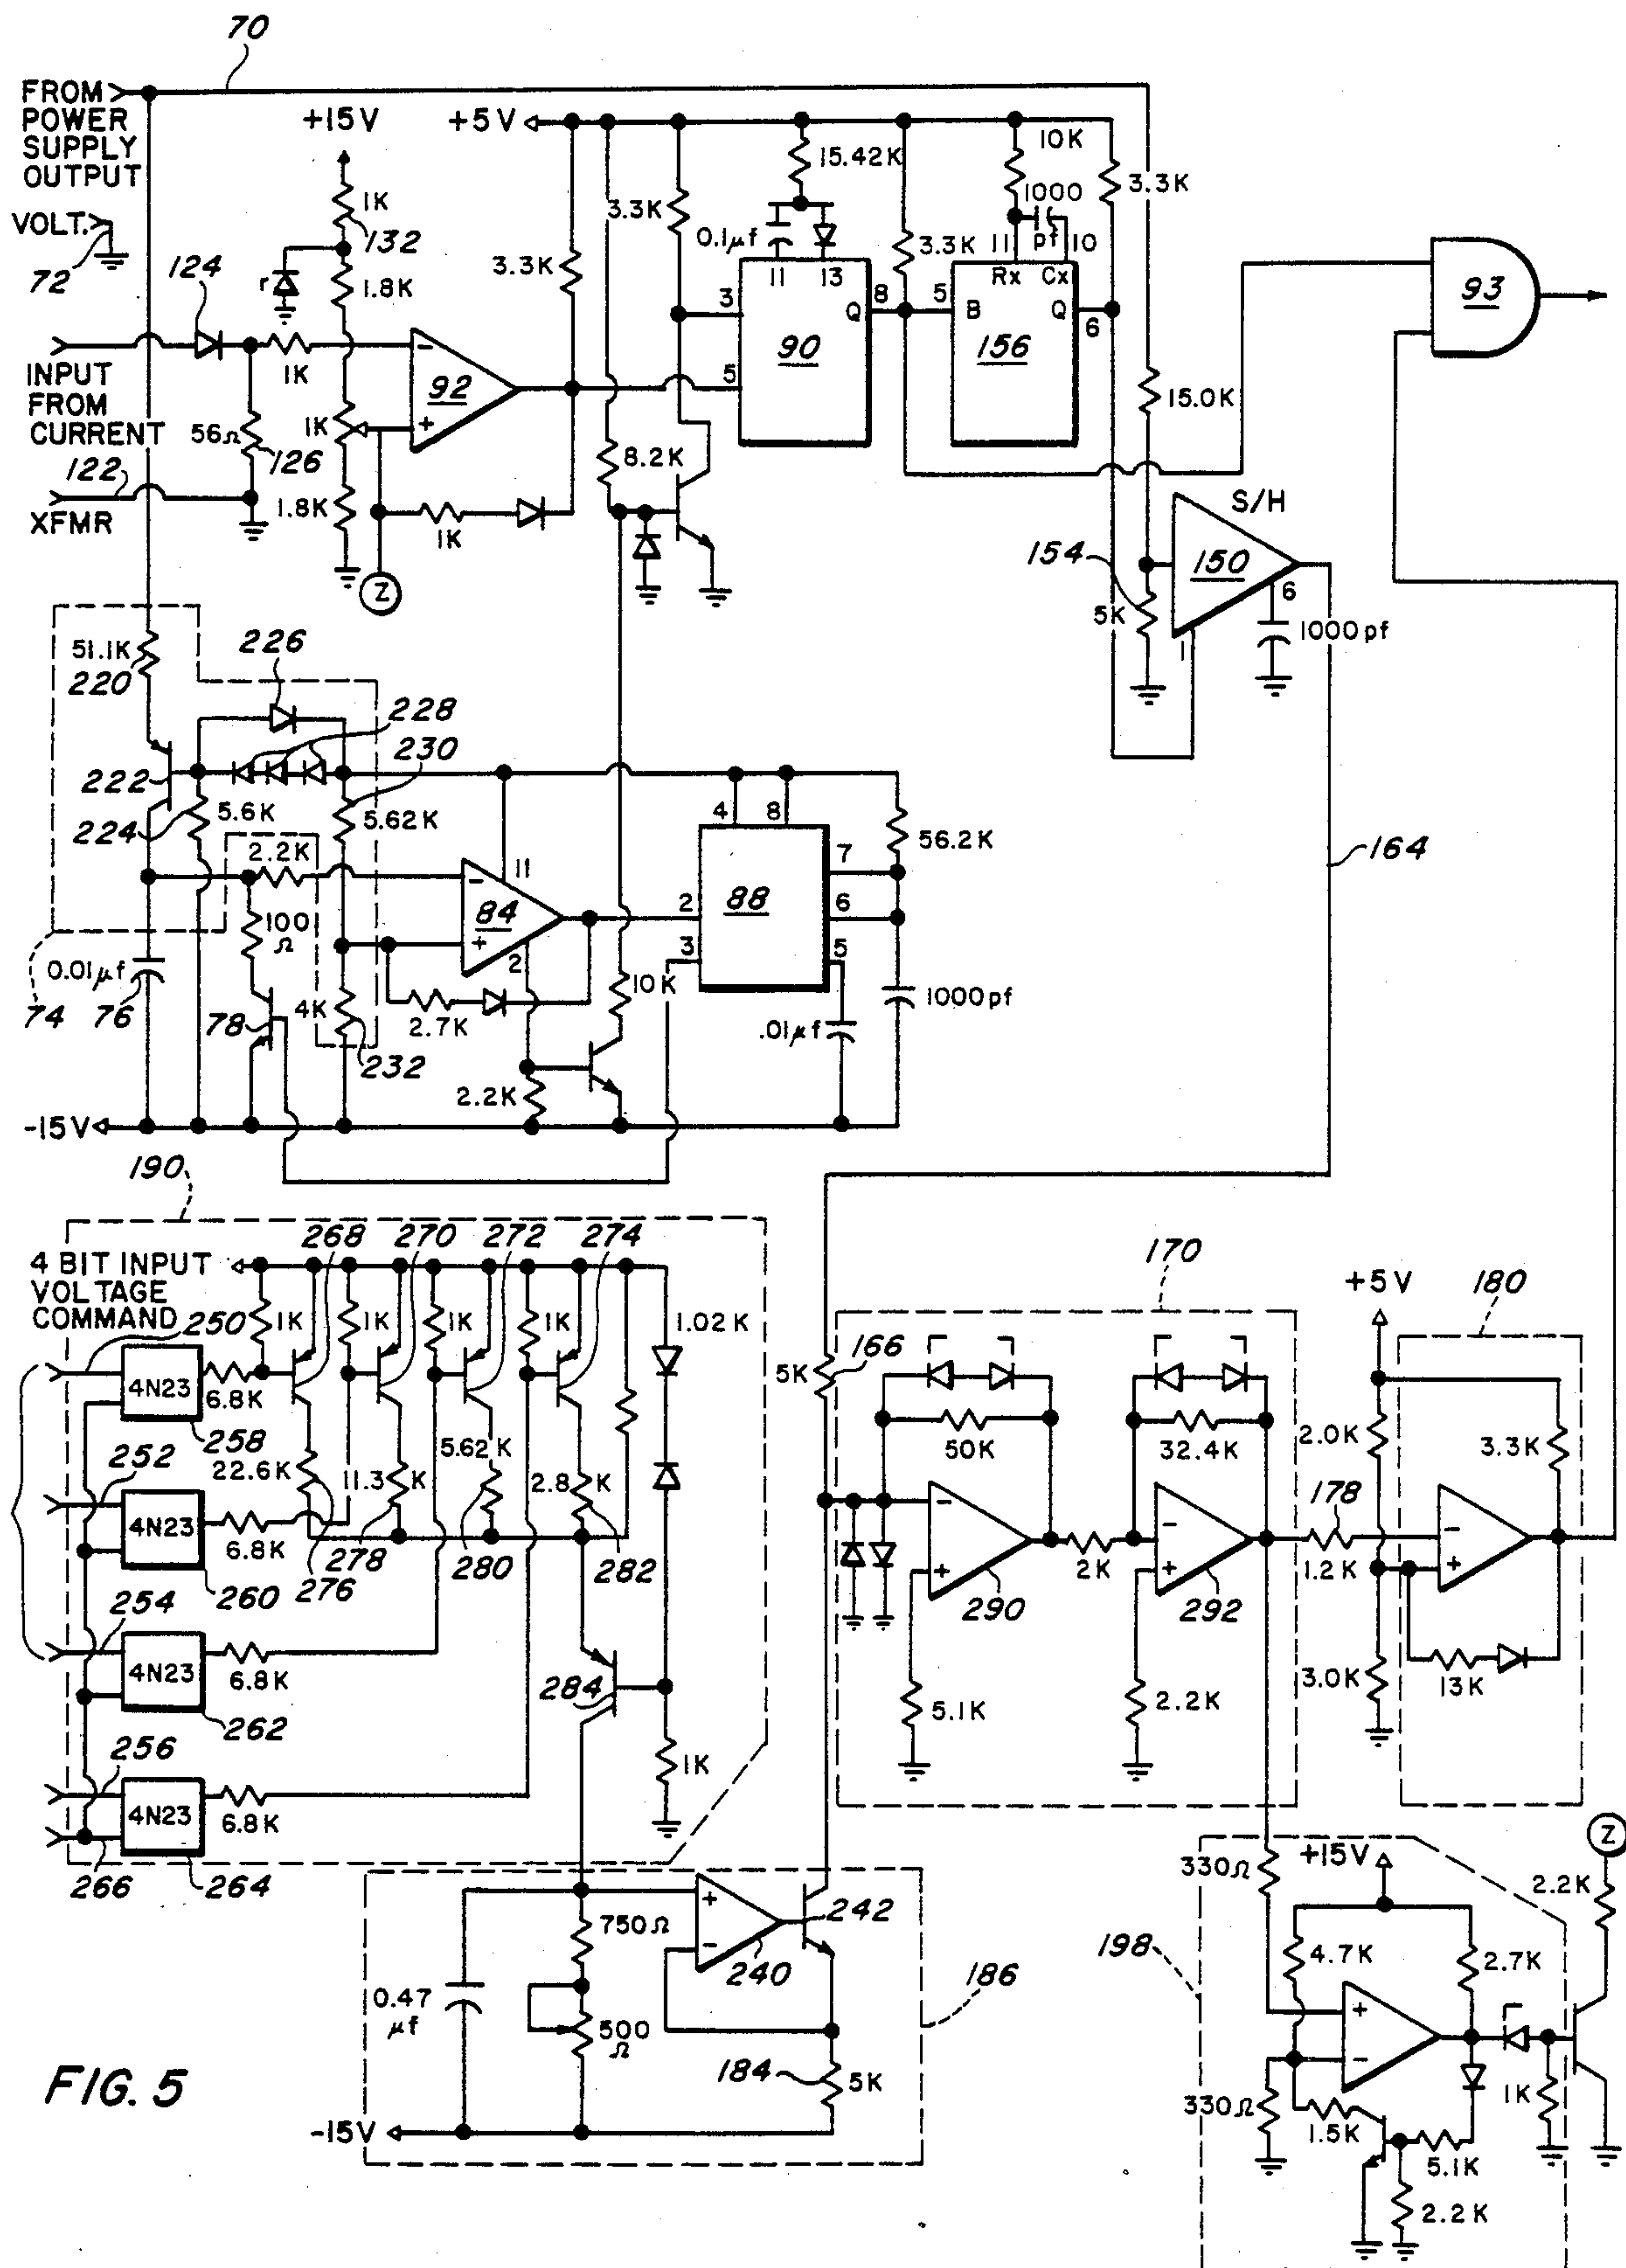 70
FROM
POWER
SUPPLY
OUTPUT
+15V
+5V
15.42K
10K
3.3K
1K
132
VOLT.
72
3.3K
0.1µf
11
13
3.3K
1000
pf
11
10
Rx
Cx
124
r
1.8K
3.3K
3
Q
8
5
B
Q
6
93
90
156
INPUT
FROM
CURRENT
1K
92
−
+
5
15.0K
56Ω
126
1K
8.2K
122
XFMR
1.8K
1K
S/H
Z
154
150
5K
6
1
1000pf
51.1K
220
226
228
230
222
224
5.6K
5.62K
4
8
56.2K
164
2.2K
11
7
−
84
+
2
88
6
2
3
5
100
Ω
0.01µf
74
76
78
4K
2.7K
10K
1000pf
.01µf
232
2.2K
-15V
190
268
270
272
274
4 BIT INPUT
VOLTAGE
COMMAND
170
+5V
180
250
1K
1K
1K
1K
1.02K
166
5K
4N23
6.8K
258
50K
32.4K
2.0K
3.3K
252
22.6K
11.3K
5.62K
2.8K
178
−
−
−
4N23
6.8K
260
276
278
280
282
+
290
2K
+
292
1.2K
+
254
4N23
6.8K
262
284
5.1K
2.2K
3.0K
13K
256
1K
4N23
6.8K
266
264
Z
330Ω
+15V
2.2K
+
−
240
242
750Ω
198
4.7K
2.7K
186
0.47
µf
500
Ω
+
−
184
5K
FIG. 5
330Ω
1.5K
1K
-15V
5.1K
2.2K